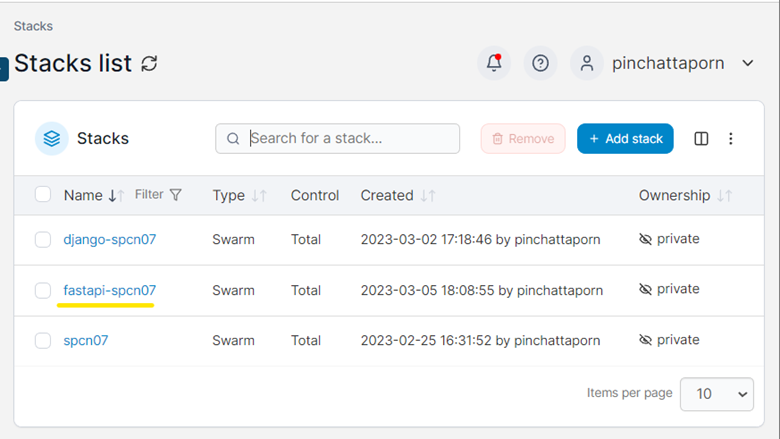 Stacks
Stacks list
pinchattaporn
Stacks
Search for a stack...
Remove
+ Add stack
Name Filter Type Control Created Ownership
django-spcn07 Swarm Total 2023-03-02 17:18:46 by pinchattaporn private
fastapi-spcn07 Swarm Total 2023-03-05 18:08:55 by pinchattaporn private
spcn07 Swarm Total 2023-02-25 16:31:52 by pinchattaporn private
Items per page 10